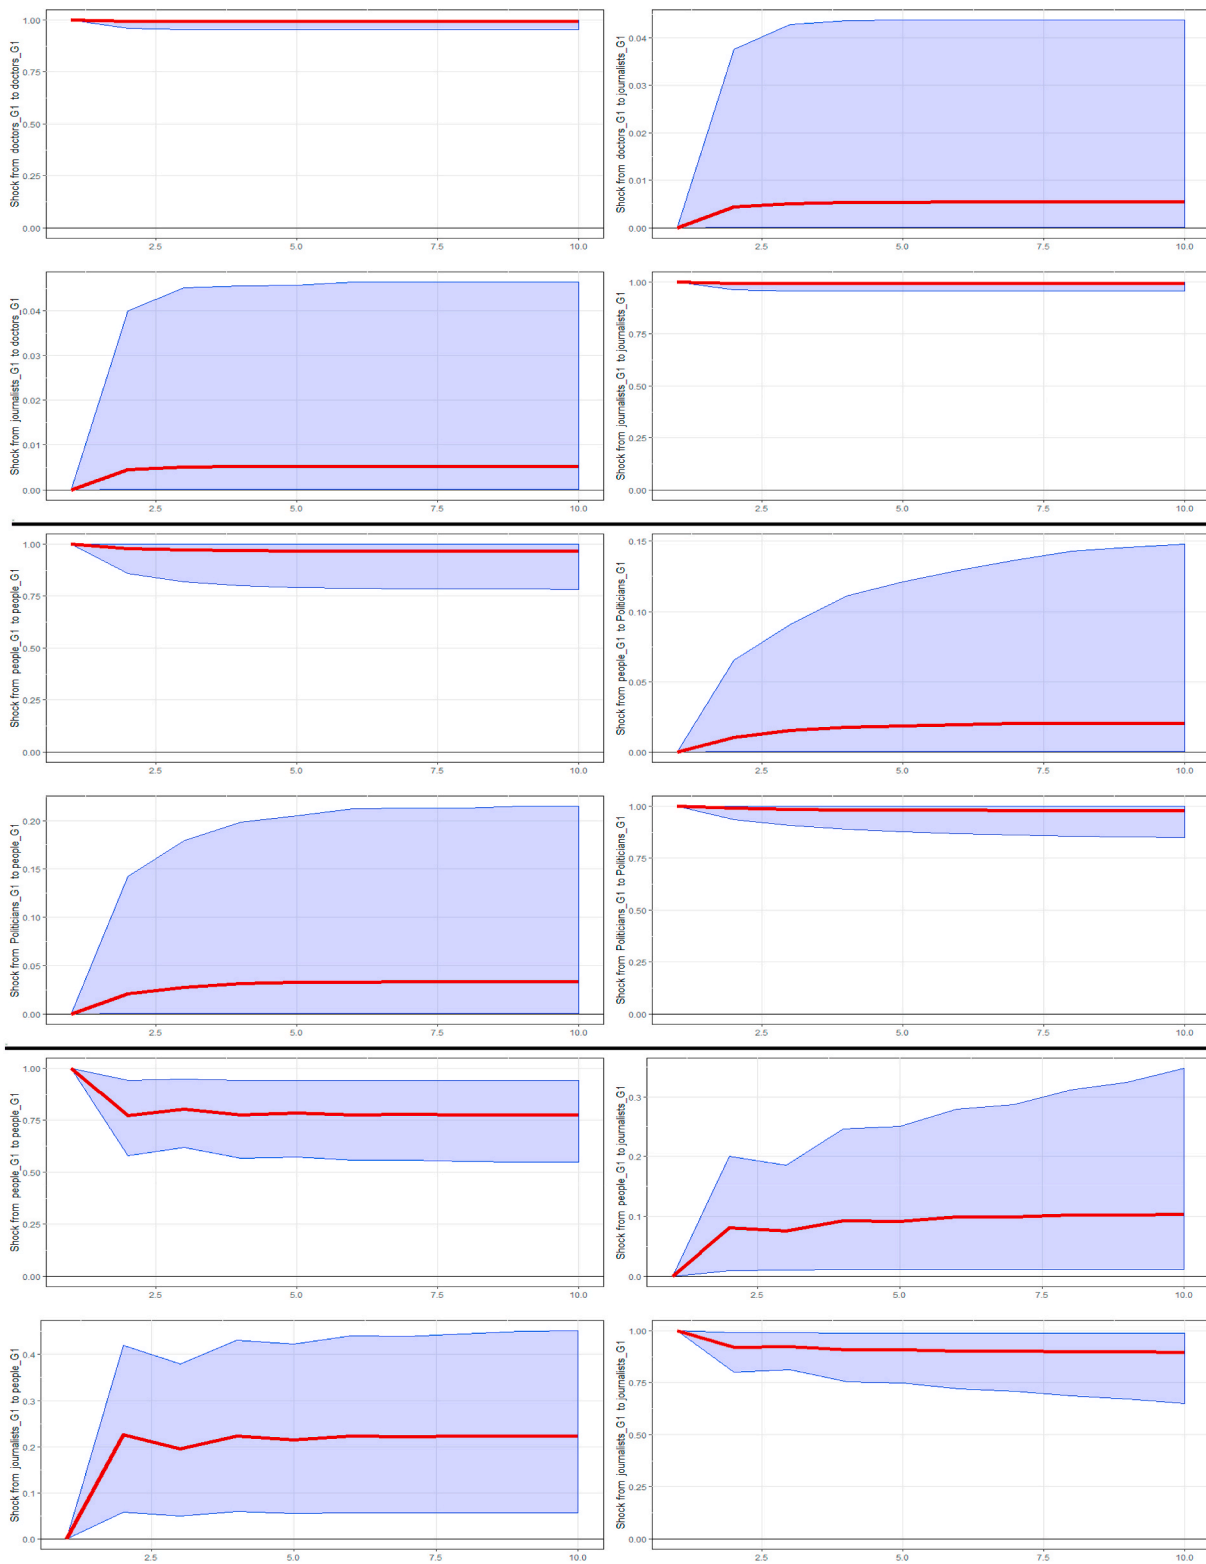 Shock from doctors_G1 to doctors_G1
1.00
0.75
0.50
0.25
0.00
2.5 5.0 7.5 10.0
Shock from doctors_G1 to journalists_G1
0.04
0.03
0.02
0.01
0.00
2.5 5.0 7.5 10.0
Shock from journalists_G1 to doctors_G1
0.04
0.03
0.02
0.01
0.00
2.5 5.0 7.5 10.0
Shock from journalists_G1 to journalists_G1
1.00
0.75
0.50
0.25
0.00
2.5 5.0 7.5 10.0
Shock from people_G1 to people_G1
1.00
0.75
0.50
0.25
0.00
2.5 5.0 7.5 10.0
Shock from people_G1 to Politicians_G1
0.15
0.10
0.05
0.00
2.5 5.0 7.5 10.0
Shock from Politicians_G1 to people_G1
0.20
0.15
0.10
0.05
0.00
2.5 5.0 7.5 10.0
Shock from Politicians_G1 to Politicians_G1
1.00
0.75
0.50
0.25
0.00
2.5 5.0 7.5 10.0
Shock from people_G1 to people_G1
1.00
0.75
0.50
0.25
0.00
2.5 5.0 7.5 10.0
Shock from people_G1 to journalists_G1
0.3
0.2
0.1
0.0
2.5 5.0 7.5 10.0
Shock from journalists_G1 to people_G1
0.4
0.3
0.2
0.1
0.0
2.5 5.0 7.5 10.0
Shock from journalists_G1 to journalists_G1
1.00
0.75
0.50
0.25
0.00
2.5 5.0 7.5 10.0